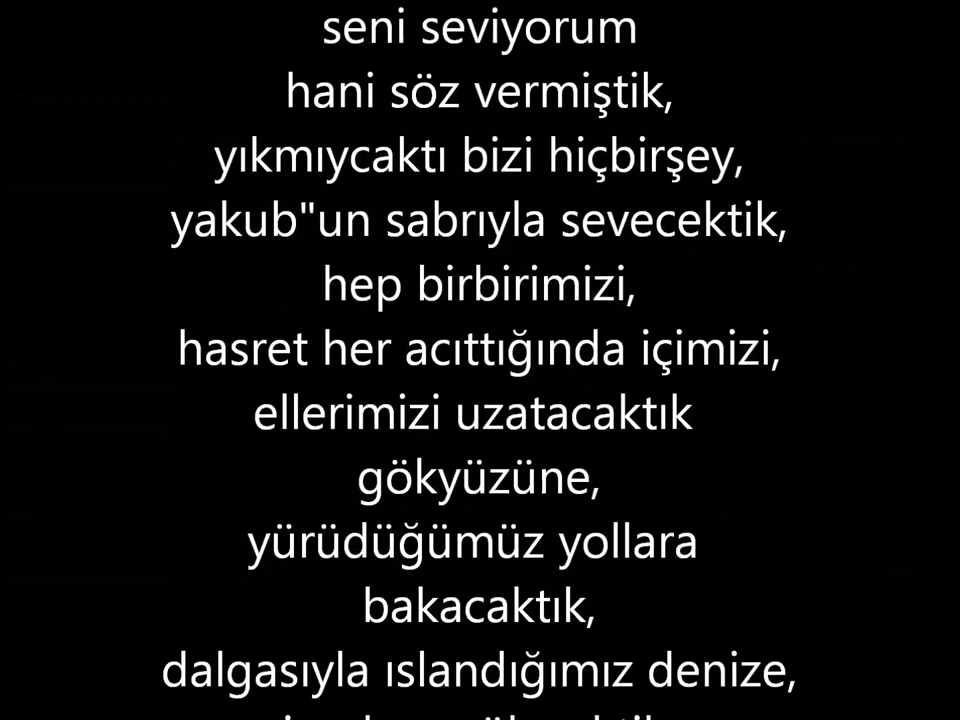 seni seviyorum
hani söz vermiştik,
yıkmıycaktı bizi hiçbirşey,
yakub"un sabrıyla sevecektik,
hep birbirimizi,
hasret her acıttığında içimizi,
ellerimizi uzatacaktık
gökyüzüne,
yürüdüğümüz yollara
bakacaktık,
dalgasıyla ıslandığımız denize,